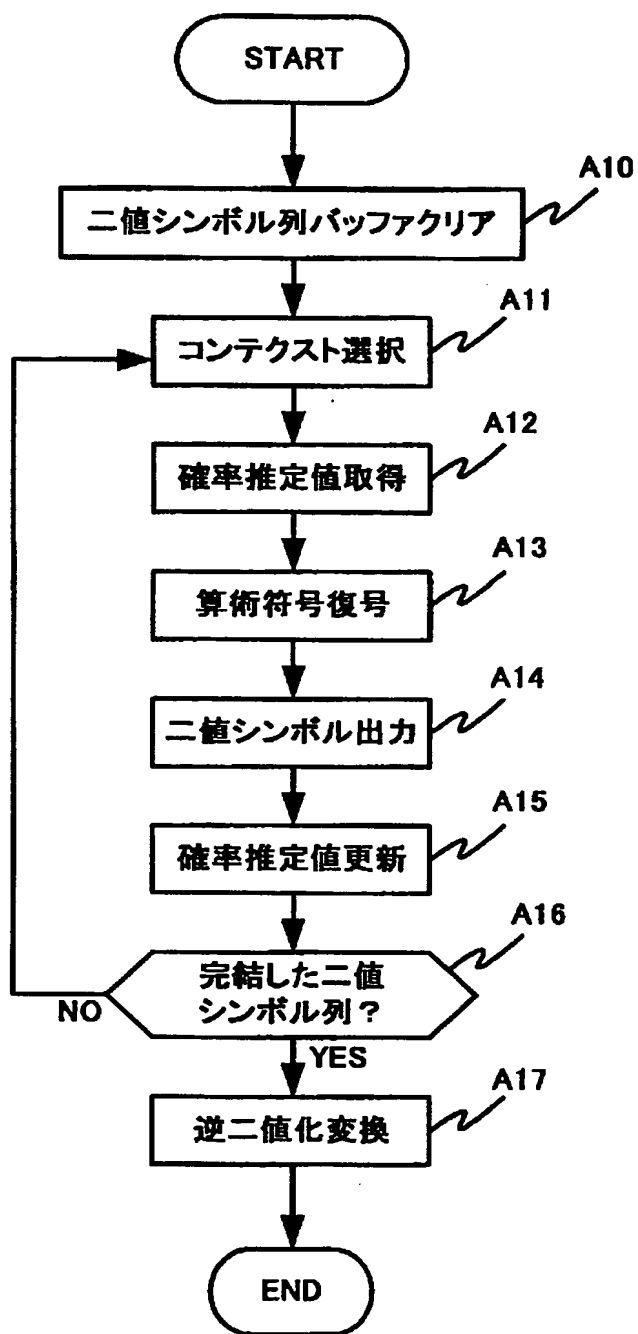 START
A10
二値シンボル列バッファクリア
A11
コンテクスト選択
A12
確率推定値取得
A13
算術符号復号
A14
二値シンボル出力
A15
確率推定値更新
A16
完結した二値
シンボル列？
NO
YES
A17
逆二値化変換
END